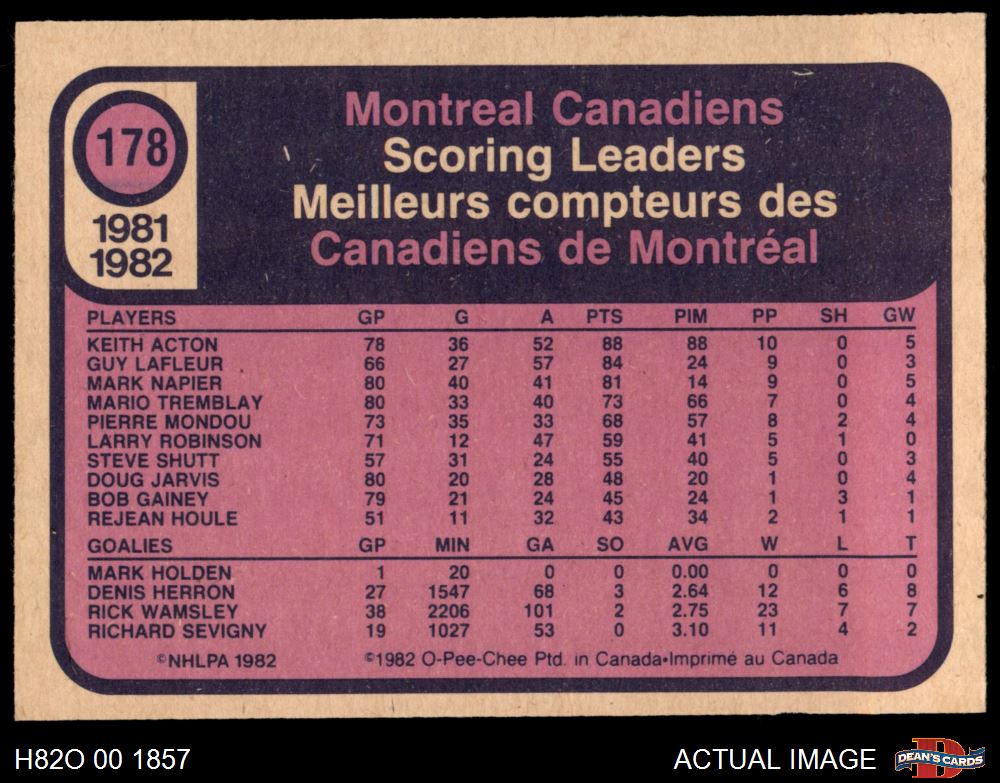 178
1981
1982
Montreal Canadiens
Scoring Leaders
Meilleurs compteurs des
Canadiens de Montréal
PLAYERS GP G A PTS PIM PP SH GW
KEITH ACTON 78 36 52 88 88 10 0 5
GUY LAFLEUR 66 27 57 84 24 9 0 3
MARK NAPIER 80 40 41 81 14 9 0 5
MARIO TREMBLAY 80 33 40 73 66 7 0 4
PIERRE MONDOU 73 35 33 68 57 8 2 4
LARRY ROBINSON 71 12 47 59 41 5 1 0
STEVE SHUTT 57 31 24 55 40 5 0 3
DOUG JARVIS 80 20 28 48 20 1 0 4
BOB GAINEY 79 21 24 45 24 1 3 1
REJEAN HOULE 51 11 32 43 34 2 1 1
GOALIES GP MIN GA SO AVG W L T
MARK HOLDEN 1 20 0 0 0.00 0 0 0
DENIS HERRON 27 1547 68 3 2.64 12 6 8
RICK WAMSLEY 38 2206 101 2 2.75 23 7 7
RICHARD SEVIGNY 19 1027 53 0 3.10 11 4 2
©NHLPA 1982 ©1982 O-Pee-Chee Ptd. in Canada•Imprimé au Canada
H82O 00 1857 ACTUAL IMAGE D DEAN'S CARDS